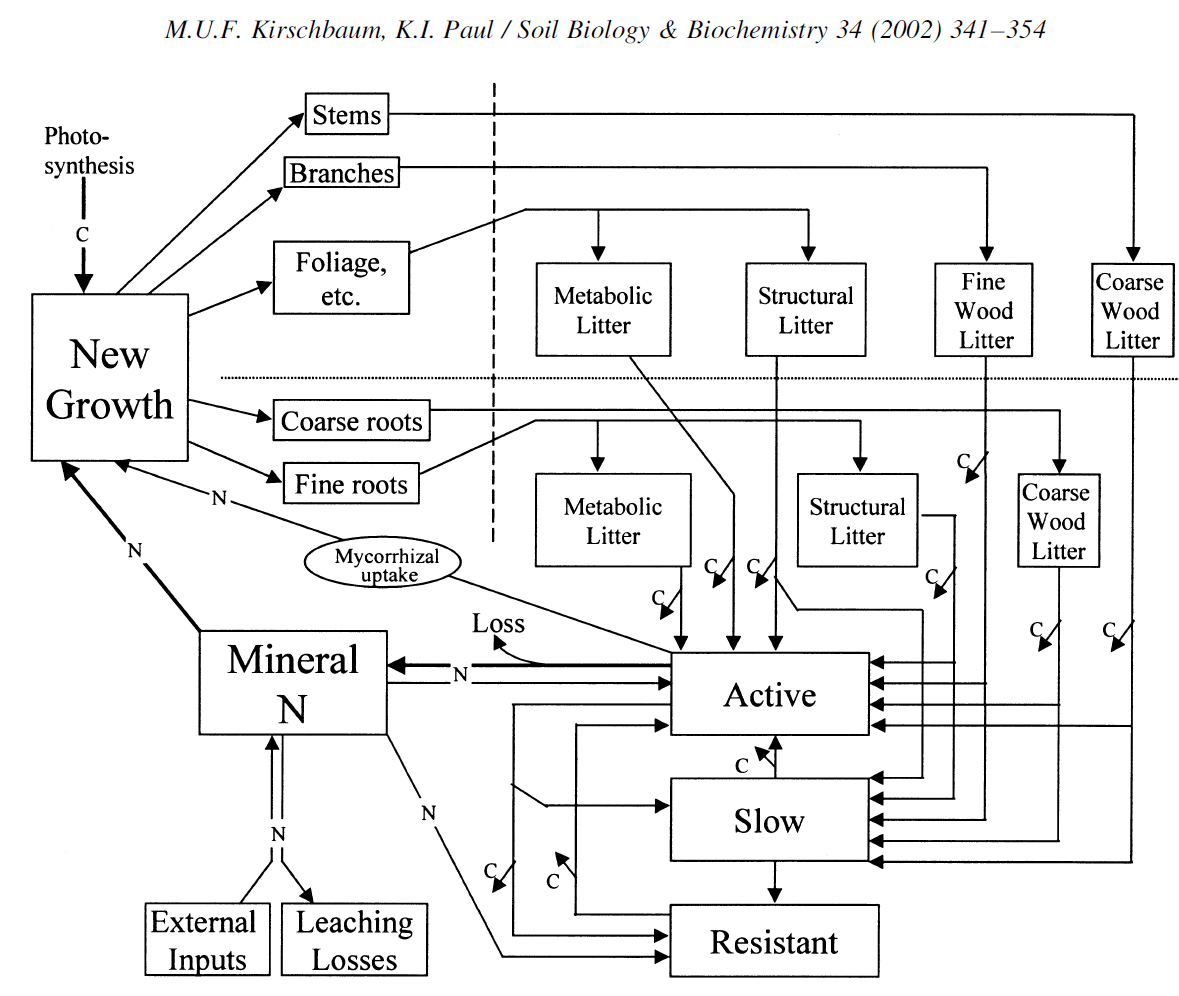 M.U.F. Kirschbaum, K.I. Paul / Soil Biology & Biochemistry 34 (2002) 341–354
Stems
Photo-
synthesis
Branches
C
Foliage,
etc.
Metabolic
Litter
Structural
Litter
Fine
Wood
Litter
Coarse
Wood
Litter
New
Growth
Coarse roots
Fine roots
N
C
Metabolic
Litter
Structural
Litter
Coarse
Wood
Litter
N
Mycorrhizal
uptake
C
C
C
C
C
C
Loss
Mineral
N
N
Active
C
Slow
N
N
C
C
External
Inputs
Leaching
Losses
Resistant